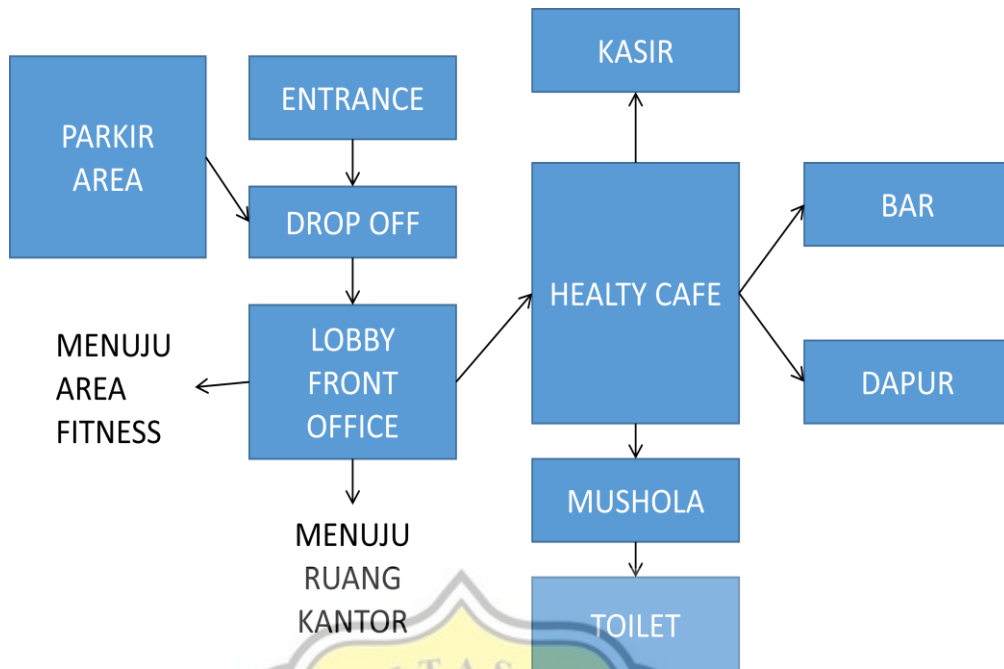 PARKIR
AREA
ENTRANCE
DROP OFF
LOBBY
FRONT
OFFICE
MENUJU
AREA
FITNESS
MENUJU
RUANG
KANTOR
KASIR
HEALTY CAFE
BAR
DAPUR
MUSHOLA
TOILET